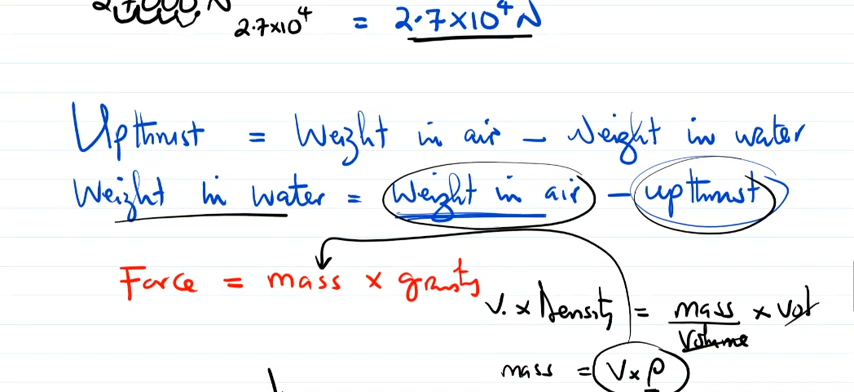 2.7×10⁴ = 2.7×10⁴ N
Upthrust = Weight in air - Weight in water
Weight in water = Weight in air - upthrust
Force = mass × gravity
V. × Density = mass/Volume × Vol
mass = V × ρ